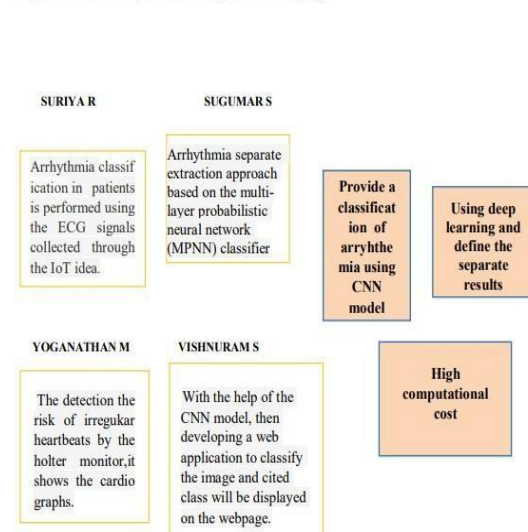 SURIYA R
SUGUMAR S
Arrhythmia classif
ication in patients
is performed using
the ECG signals
collected through
the IoT idea.
Arrhythmia separate
extraction approach
based on the multi-
layer probabilistic
neural network
(MPNN) classifier
Provide a
classificat
ion of
arryhthe
mia using
CNN
model
Using deep
learning and
define the
separate
results
YOGANATHAN M
VISHNURAM S
The detection the
risk of irregukar
heartbeats by the
holter monitor,it
shows the cardio
graphs.
With the help of the
CNN model, then
developing a web
application to classify
the image and cited
class will be displayed
on the webpage.
High
computational
cost